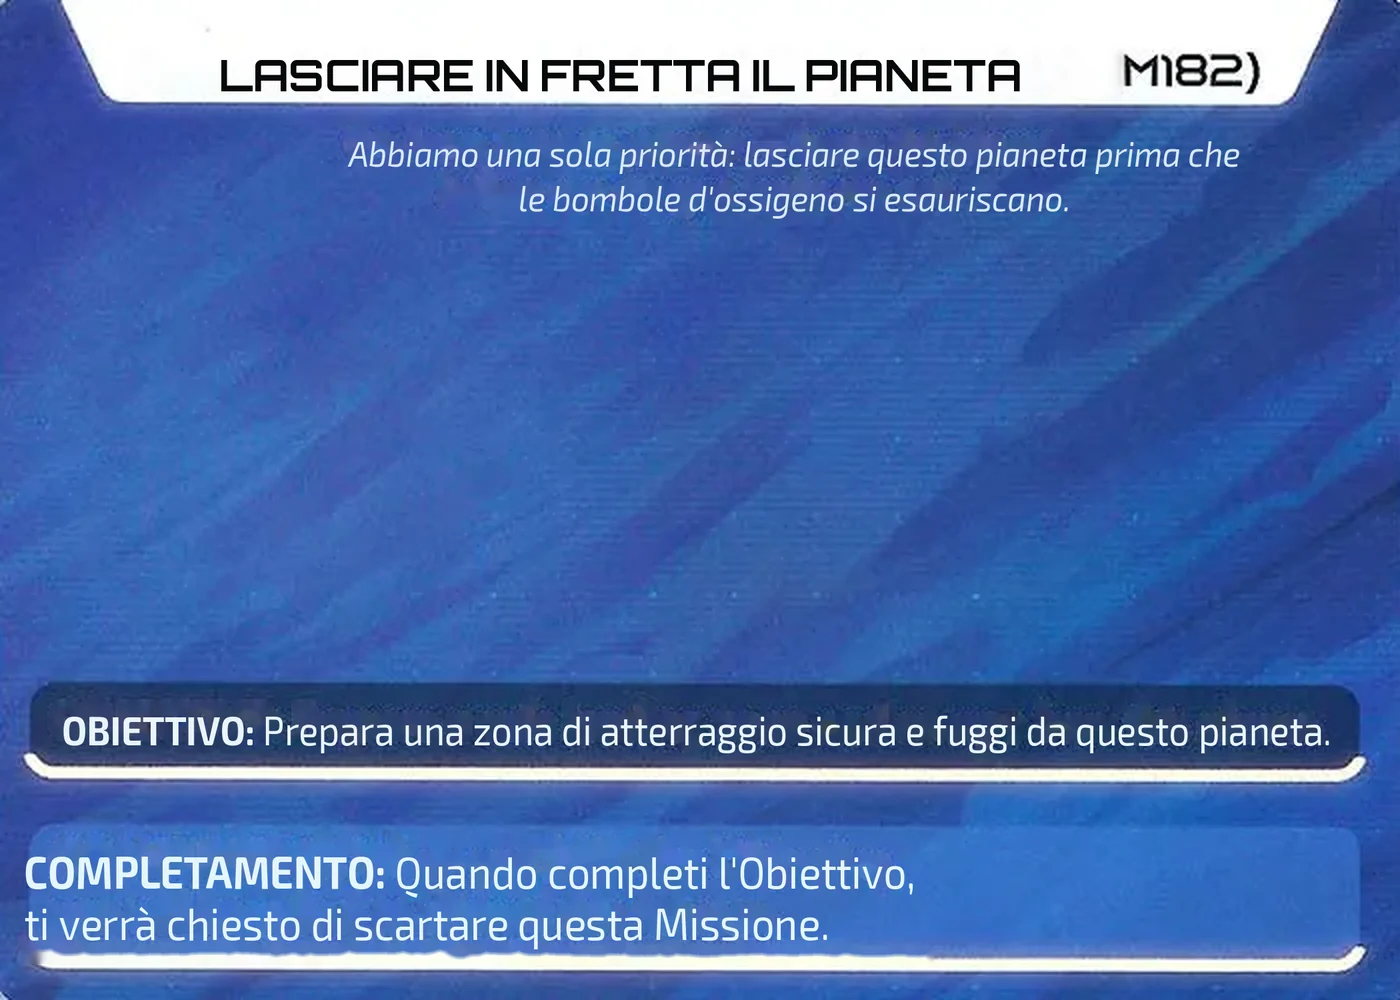 LASCIARE IN FRETTA IL PIANETA M182)
Abbiamo una sola priorità: lasciare questo pianeta prima che
le bombole d'ossigeno si esauriscano.
OBIETTIVO: Prepara una zona di atterraggio sicura e fuggi da questo pianeta.
COMPLETAMENTO: Quando completi l'Obiettivo,
ti verrà chiesto di scartare questa Missione.